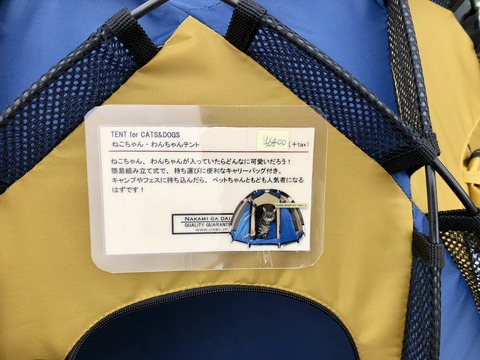 TENT for CATS&DOGS
ねこちゃん・わんちゃんテント
¥6400(+tax)
ねこちゃん、わんちゃんが入っていたらどんなに可愛いだろう!
簡易組み立て式で、持ち運びに便利なキャリーバッグ付き。
キャンプやフェスに持ち込んだら、ペットちゃんともども人気者になる
はずです!
NAKAMI GA DAI
QUALITY GUARANT